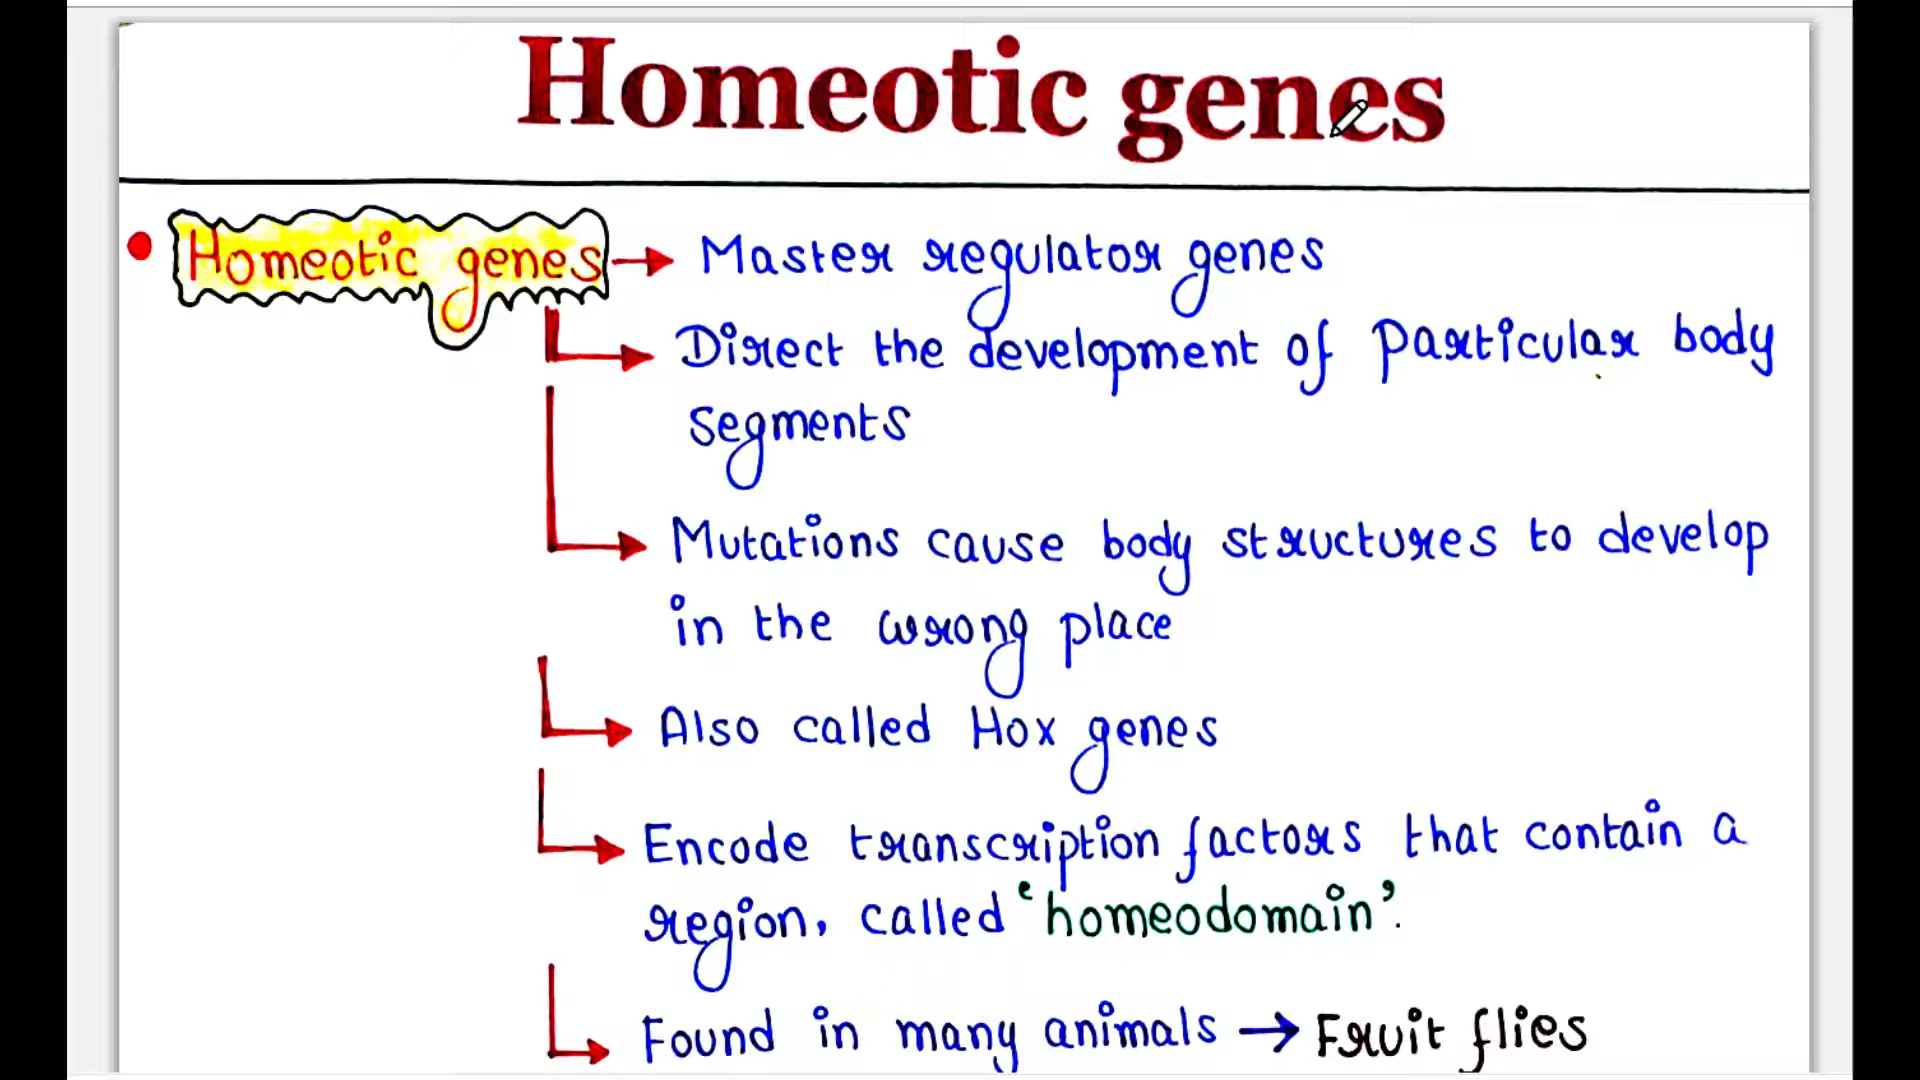 Homeotic genes
Homeotic genes → Master regulator genes
Direct the development of particular body
segments
Mutations cause body structures to develop
in the wrong place
Also called Hox genes
Encode transcription factors that contain a
region, called ‘homeodomain’.
Found in many animals → Fruit flies